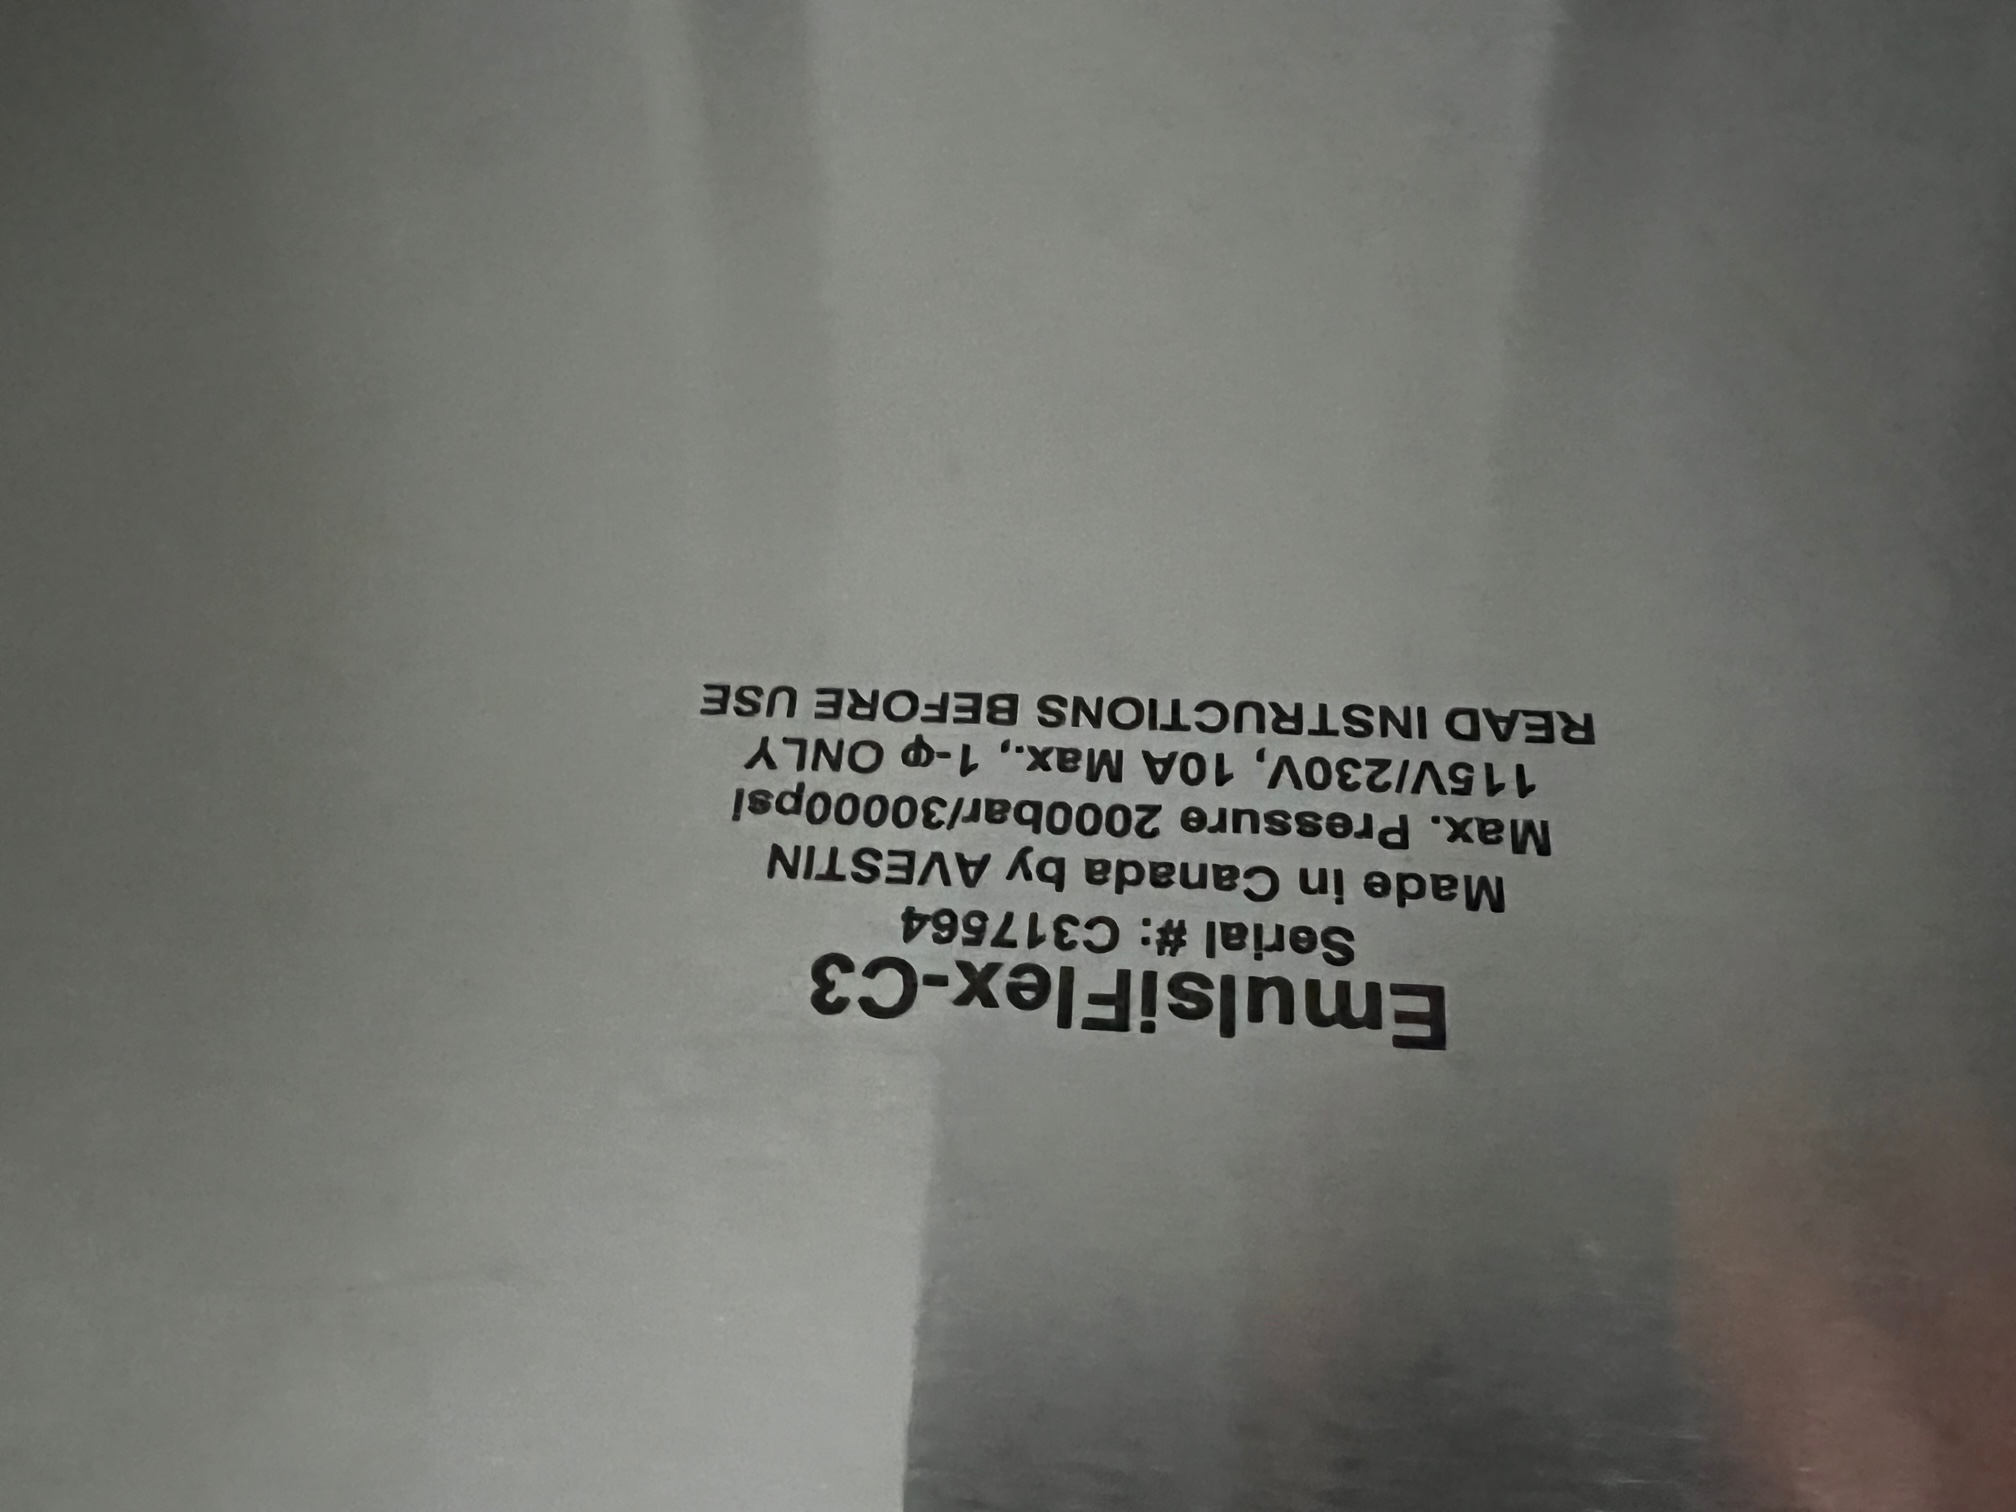 EmulsiFlex-C3
Serial #: C317564
Made in Canada by AVESTIN
Max. Pressure 2000bar/30000psi
115V/230V, 10A Max., 1-φ ONLY
READ INSTRUCTIONS BEFORE USE